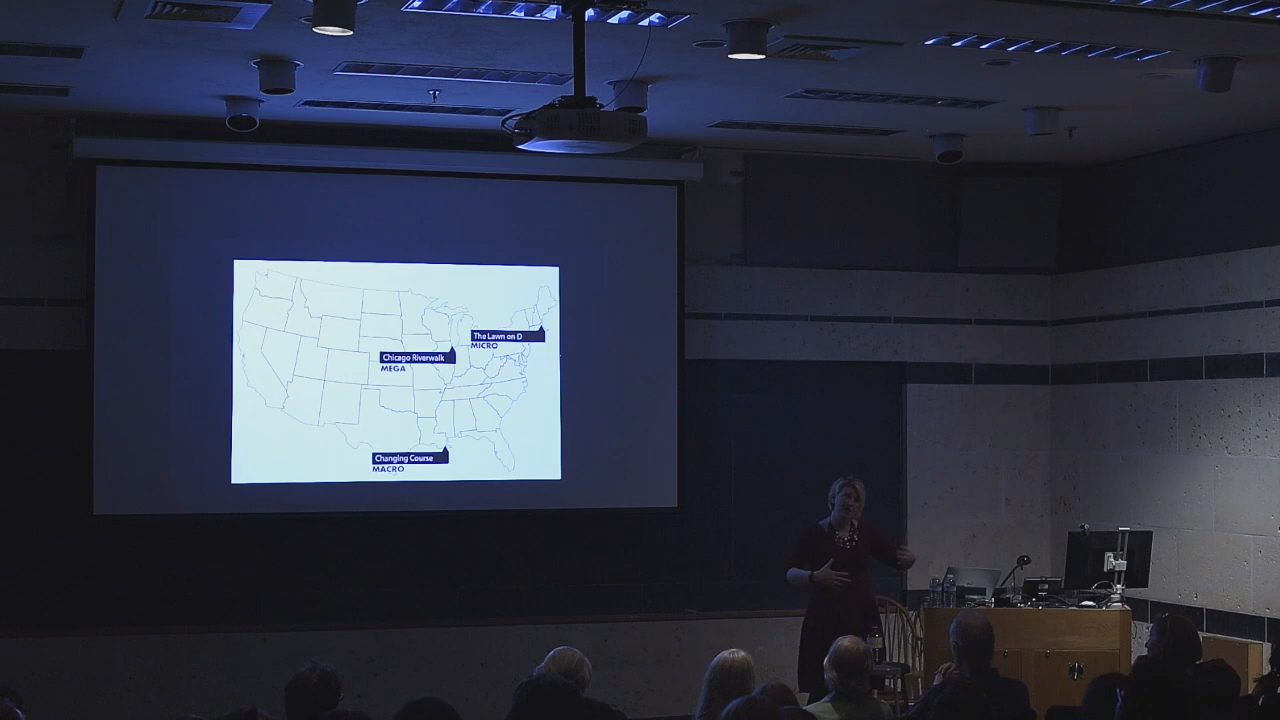 The Lawn on D
MICRO
Chicago Riverwalk
MEGA
Changing Course
MACRO